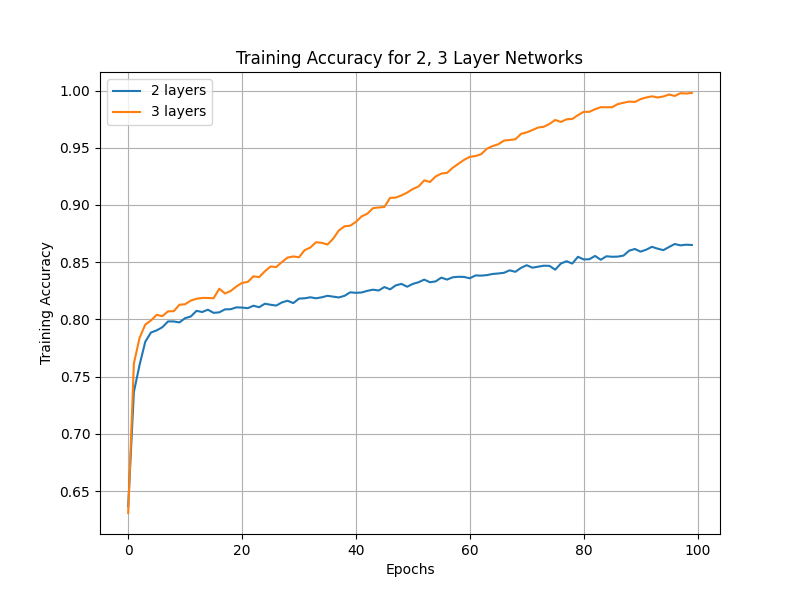 Training Accuracy for 2, 3 Layer Networks
2 layers
3 layers
1.00
0.95
0.90
0.85
0.80
0.75
0.70
0.65
Training Accuracy
0 20 40 60 80 100
Epochs